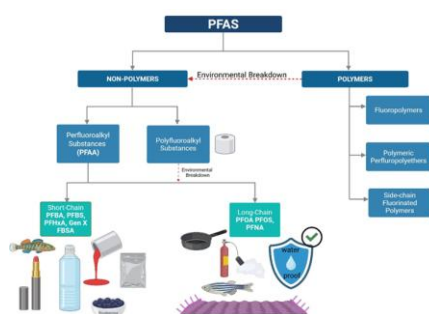 PFAS
NON-POLYMERS
Environmental Breakdown
POLYMERS
Perfluoroalkyl
Substances
(PFAA)
Polyfluoroalkyl
Substances
Environmental
Breakdown
Fluoropolymers
Polymeric
Perfluropolyethers
Side-chain
Fluorinated
Polymers
Short-Chain
PFBA, PFBS,
PFHxA, Gen X
FBSA
Long-Chain
PFOA PFOS,
PFNA
water
proof